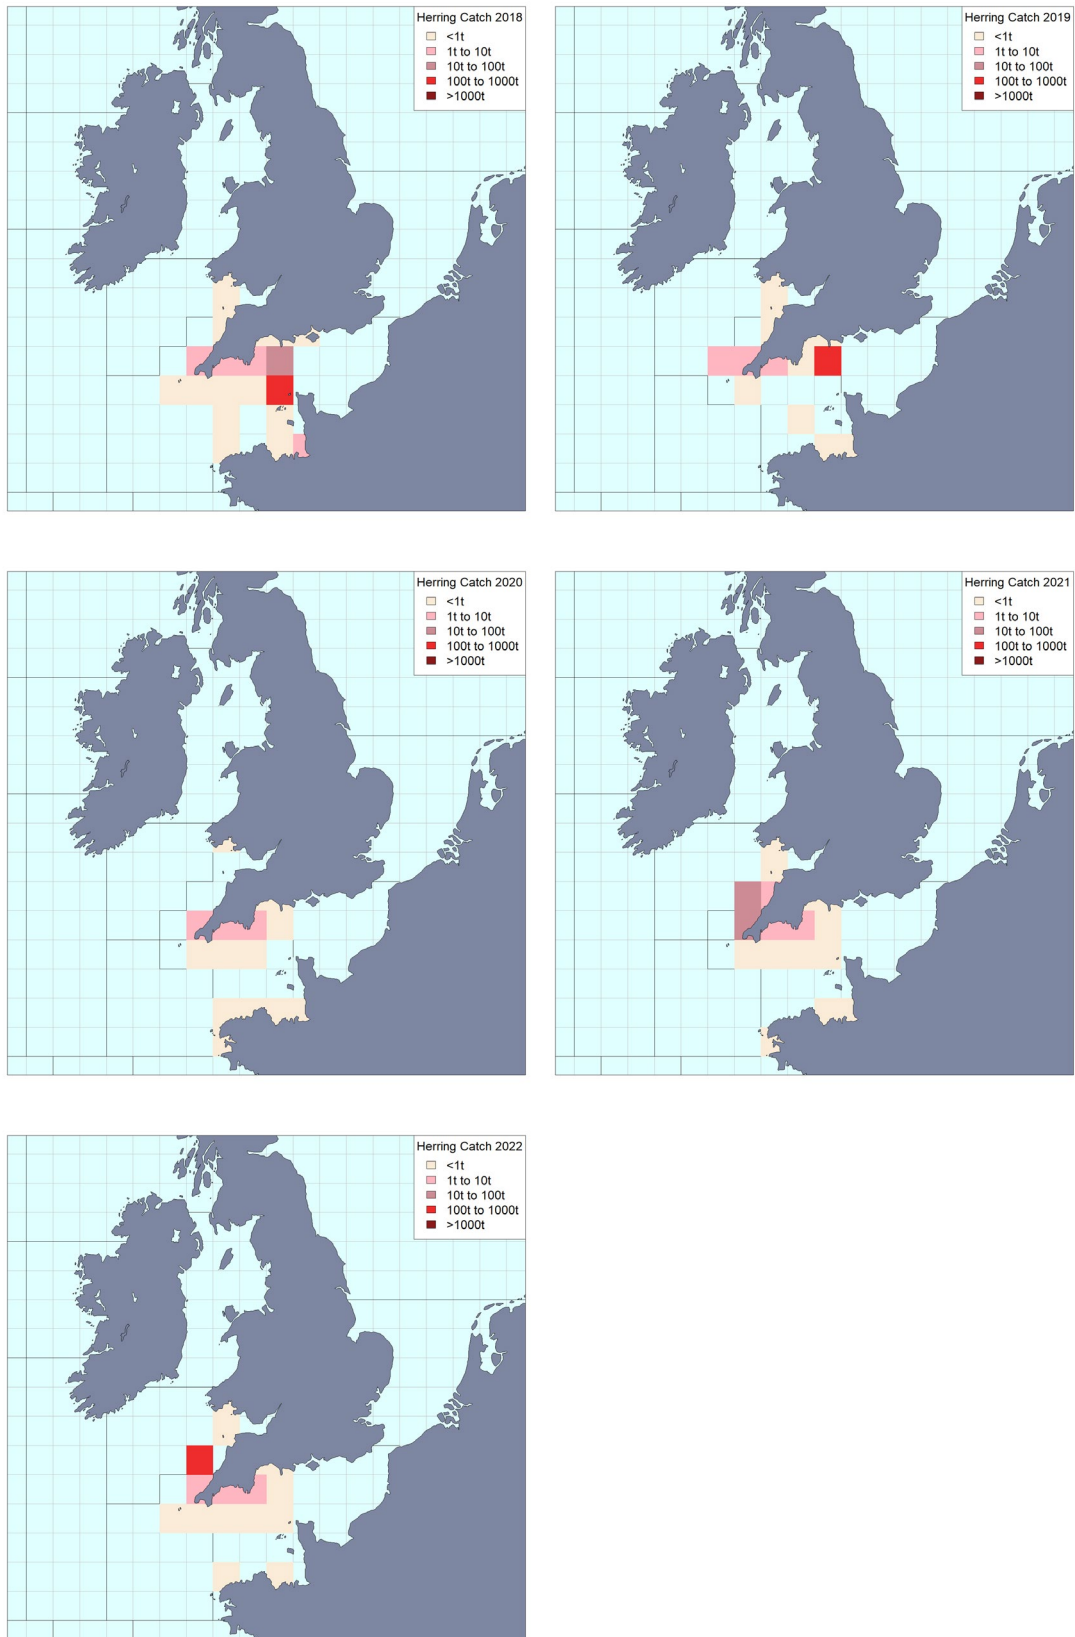 Herring Catch 2018
<1t
1t to 10t
10t to 100t
100t to 1000t
>1000t
Herring Catch 2019
<1t
1t to 10t
10t to 100t
100t to 1000t
>1000t
Herring Catch 2020
<1t
1t to 10t
10t to 100t
100t to 1000t
>1000t
Herring Catch 2021
<1t
1t to 10t
10t to 100t
100t to 1000t
>1000t
Herring Catch 2022
<1t
1t to 10t
10t to 100t
100t to 1000t
>1000t